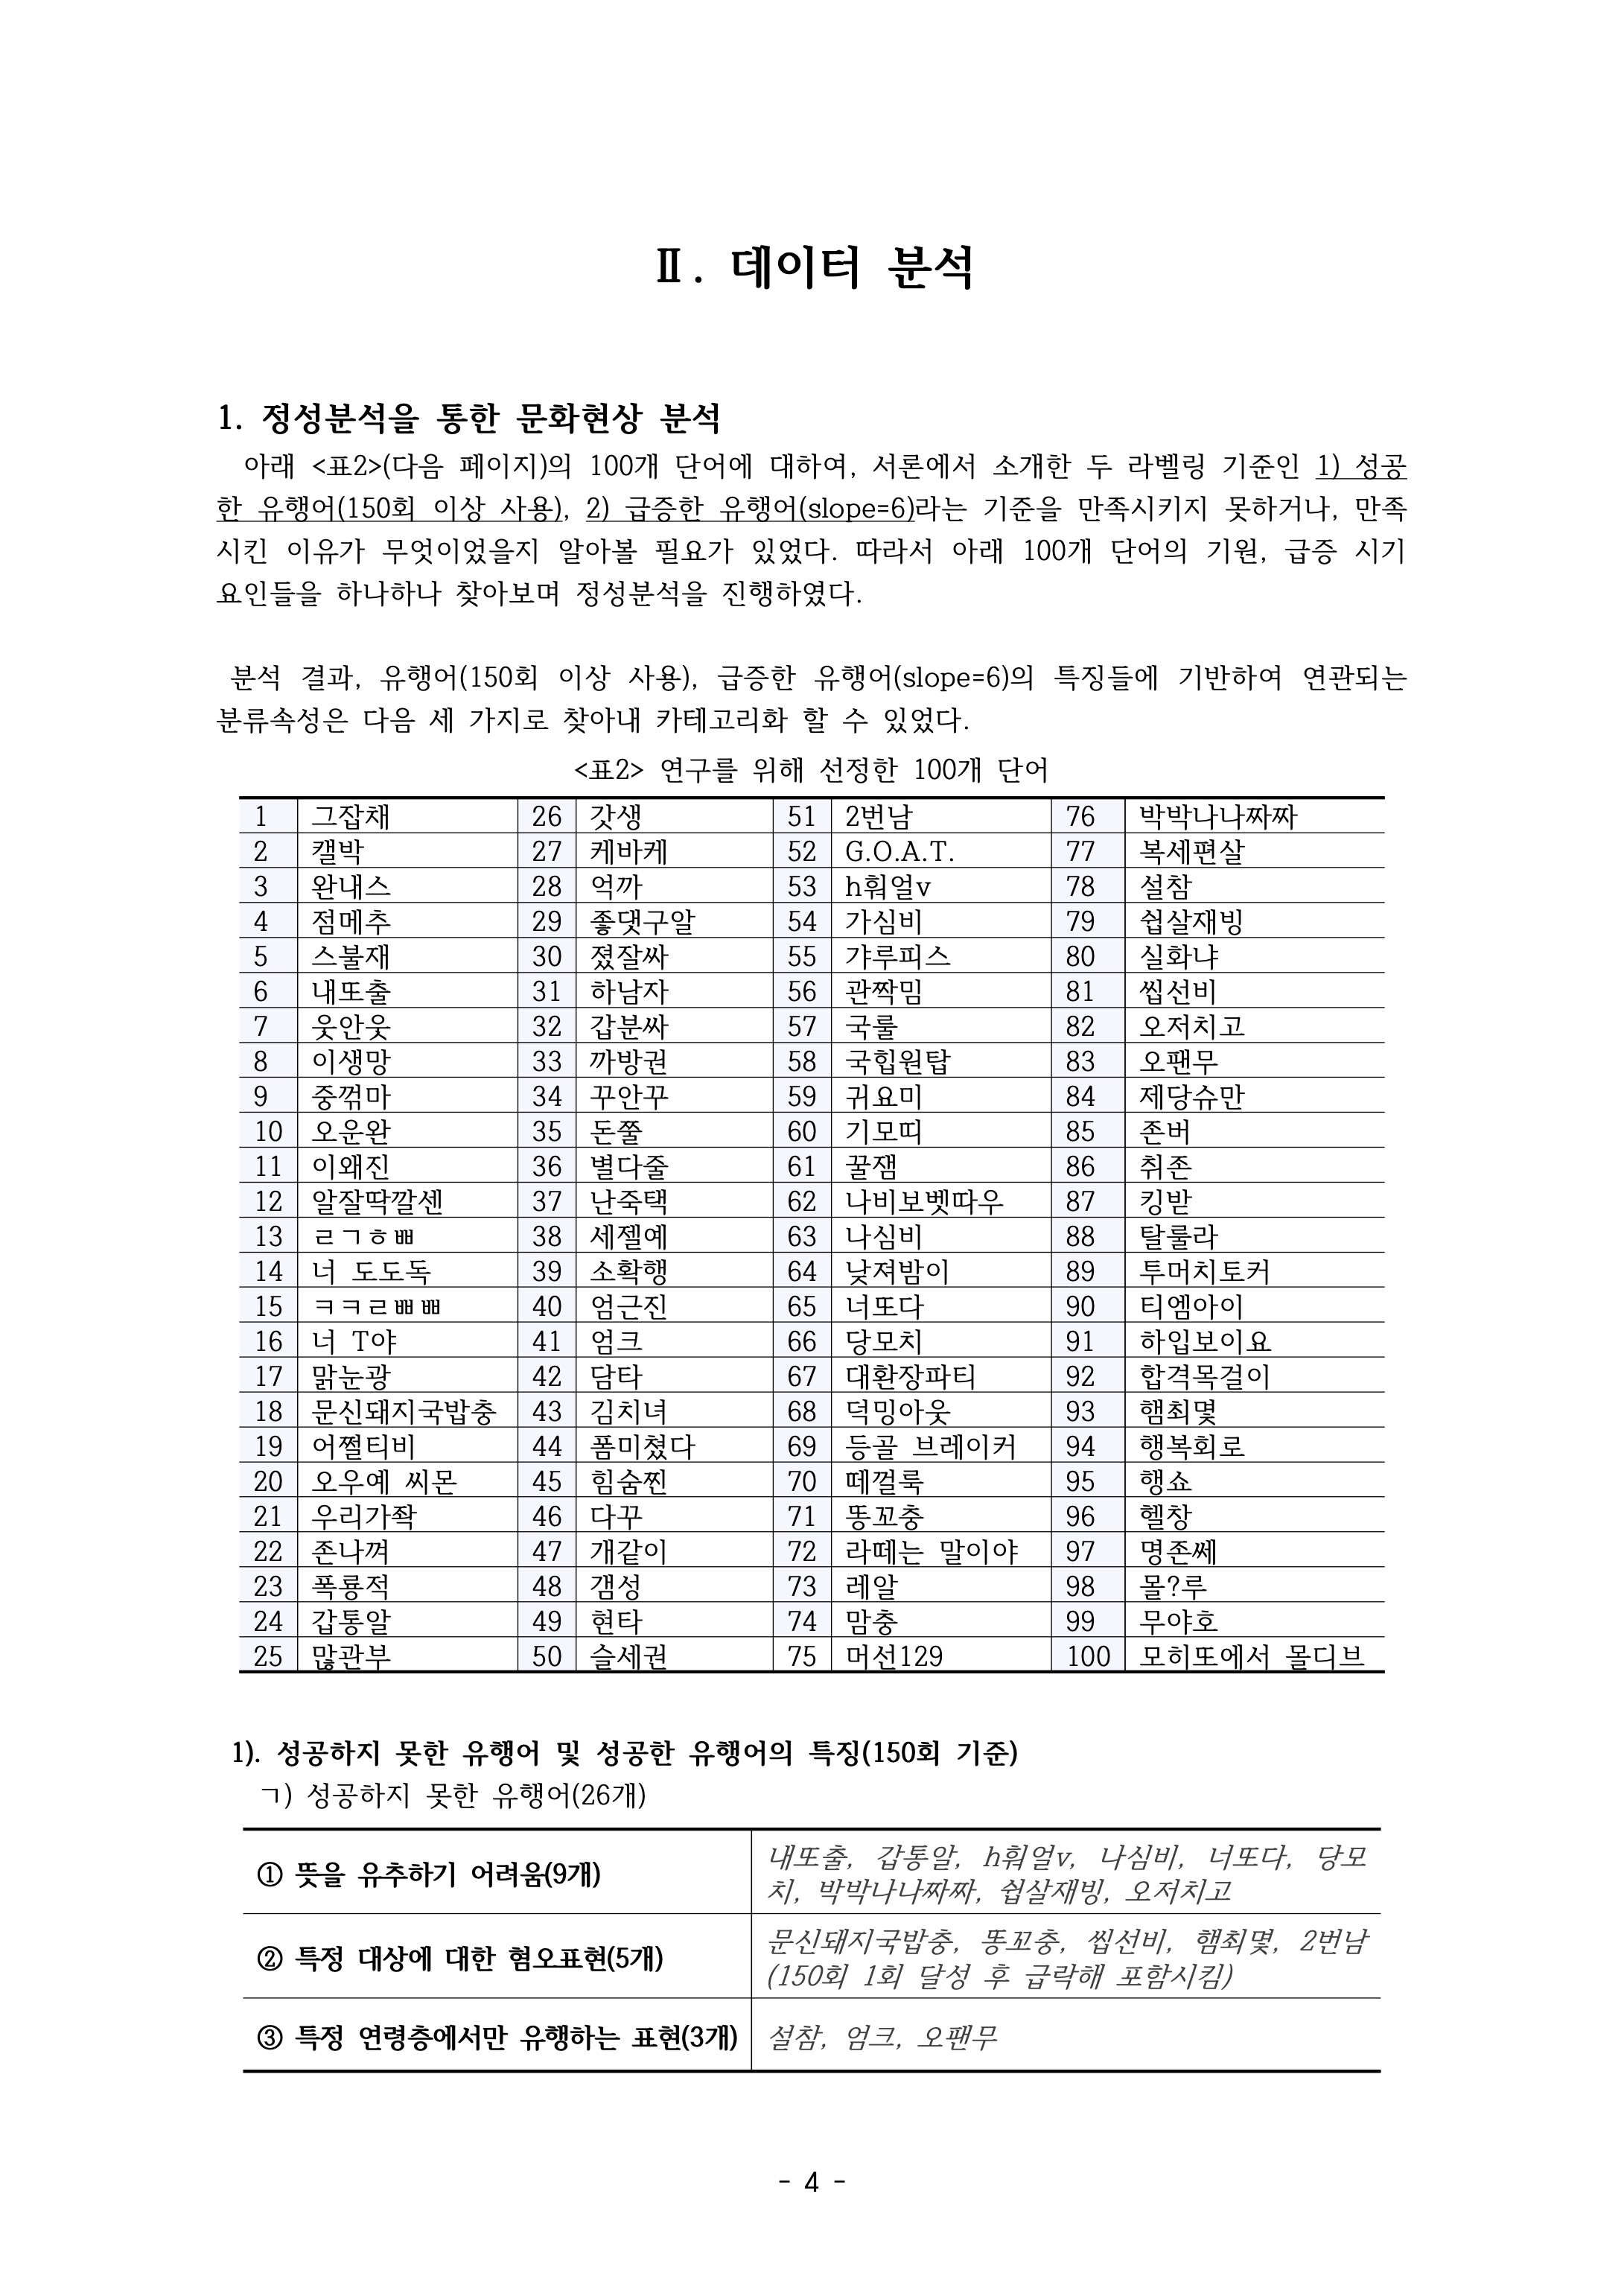 Ⅱ. 데이터 분석
1. 정성분석을 통한 문화현상 분석
아래 <표2>(다음 페이지)의 100개 단어에 대하여, 서론에서 소개한 두 라벨링 기준인 1) 성공
한 유행어(150회 이상 사용), 2) 급증한 유행어(slope=6)라는 기준을 만족시키지 못하거나, 만족
시킨 이유가 무엇이었을지 알아볼 필요가 있었다. 따라서 아래 100개 단어의 기원, 급증 시기
요인들을 하나하나 찾아보며 정성분석을 진행하였다.
분석 결과, 유행어(150회 이상 사용), 급증한 유행어(slope=6)의 특징들에 기반하여 연관되는
분류속성은 다음 세 가지로 찾아내 카테고리화 할 수 있었다.
<표2> 연구를 위해 선정한 100개 단어
1 그잡채 26 갓생 51 2번남 76 박박나나짜짜
2 캘박 27 케바케 52 G.O.A.T. 77 복세편살
3 완내스 28 억까 53 h훠얼v 78 설참
4 점메추 29 좋댓구알 54 가심비 79 쉽살재빙
5 스불재 30 졌잘싸 55 갸루피스 80 실화냐
6 내또출 31 하남자 56 관짝밈 81 씹선비
7 웃안웃 32 갑분싸 57 국룰 82 오저치고
8 이생망 33 까방권 58 국힙원탑 83 오팬무
9 중꺾마 34 꾸안꾸 59 귀요미 84 제당슈만
10 오운완 35 돈쭐 60 기모띠 85 존버
11 이왜진 36 별다줄 61 꿀잼 86 취존
12 알잘딱깔센 37 난죽택 62 나비보벳따우 87 킹받
13 ㄹㄱㅎㅃ 38 세젤예 63 나심비 88 탈룰라
14 너 도도독 39 소확행 64 낮져밤이 89 투머치토커
15 ㅋㅋㄹㅃㅃ 40 엄근진 65 너또다 90 티엠아이
16 너 T야 41 엄크 66 당모치 91 하입보이요
17 맑눈광 42 담타 67 대환장파티 92 합격목걸이
18 문신돼지국밥충 43 김치녀 68 덕밍아웃 93 햄최몇
19 어쩔티비 44 폼미쳤다 69 등골 브레이커 94 행복회로
20 오우예 씨몬 45 힘숨찐 70 떼껄룩 95 행쇼
21 우리가좍 46 다꾸 71 똥꼬충 96 헬창
22 존나껴 47 개같이 72 라떼는 말이야 97 명존쎄
23 폭룡적 48 갬성 73 레알 98 몰?루
24 갑통알 49 현타 74 맘충 99 무야호
25 많관부 50 슬세권 75 머선129 100 모히또에서 몰디브
1). 성공하지 못한 유행어 및 성공한 유행어의 특징(150회 기준)
ㄱ) 성공하지 못한 유행어(26개)
① 뜻을 유추하기 어려움(9개) 내또출, 갑통알, h훠얼v, 나심비, 너또다, 당모
치, 박박나나짜짜, 쉽살재빙, 오저치고
② 특정 대상에 대한 혐오표현(5개) 문신돼지국밥충, 똥꼬충, 씹선비, 햄최몇, 2번남
(150회 1회 달성 후 급락해 포함시킴)
③ 특정 연령층에서만 유행하는 표현(3개) 설참, 엄크, 오팬무
- 4 -